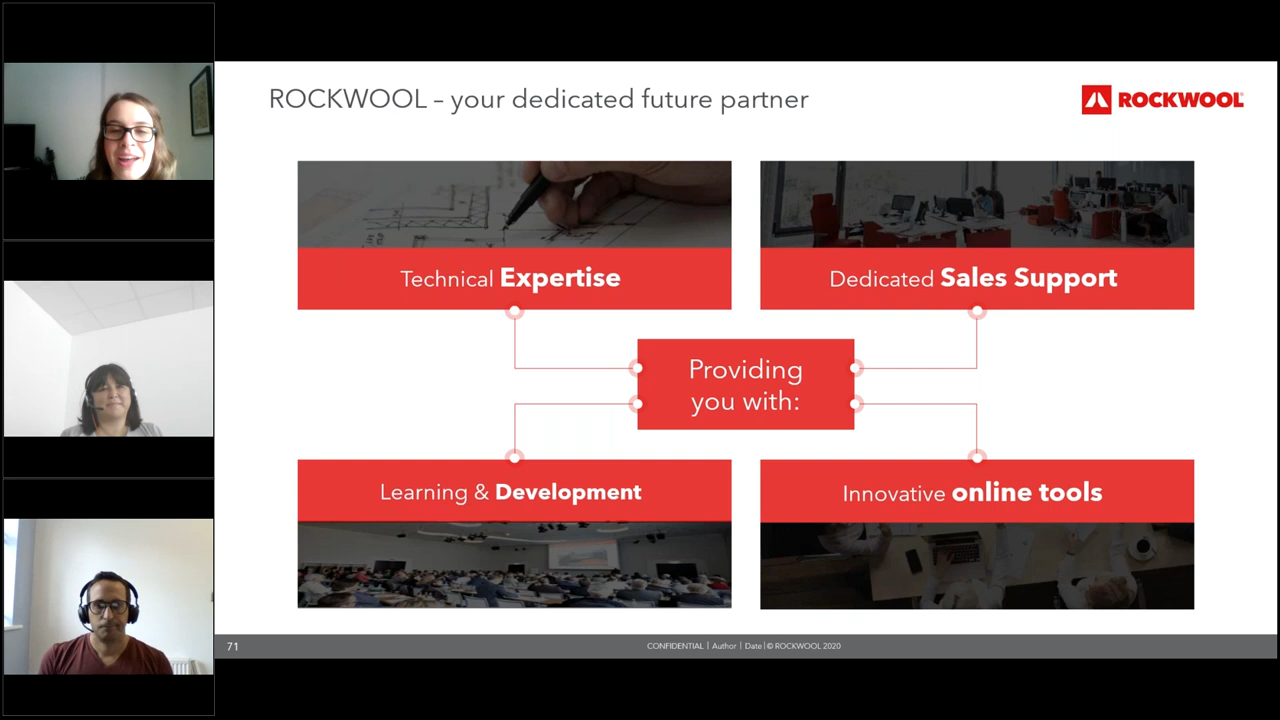 ROCKWOOL – your dedicated future partner
ROCKWOOL®
Technical Expertise
Dedicated Sales Support
Providing
you with:
Learning & Development
Innovative online tools
71
CONFIDENTIAL | Author | Date | © ROCKWOOL 2020